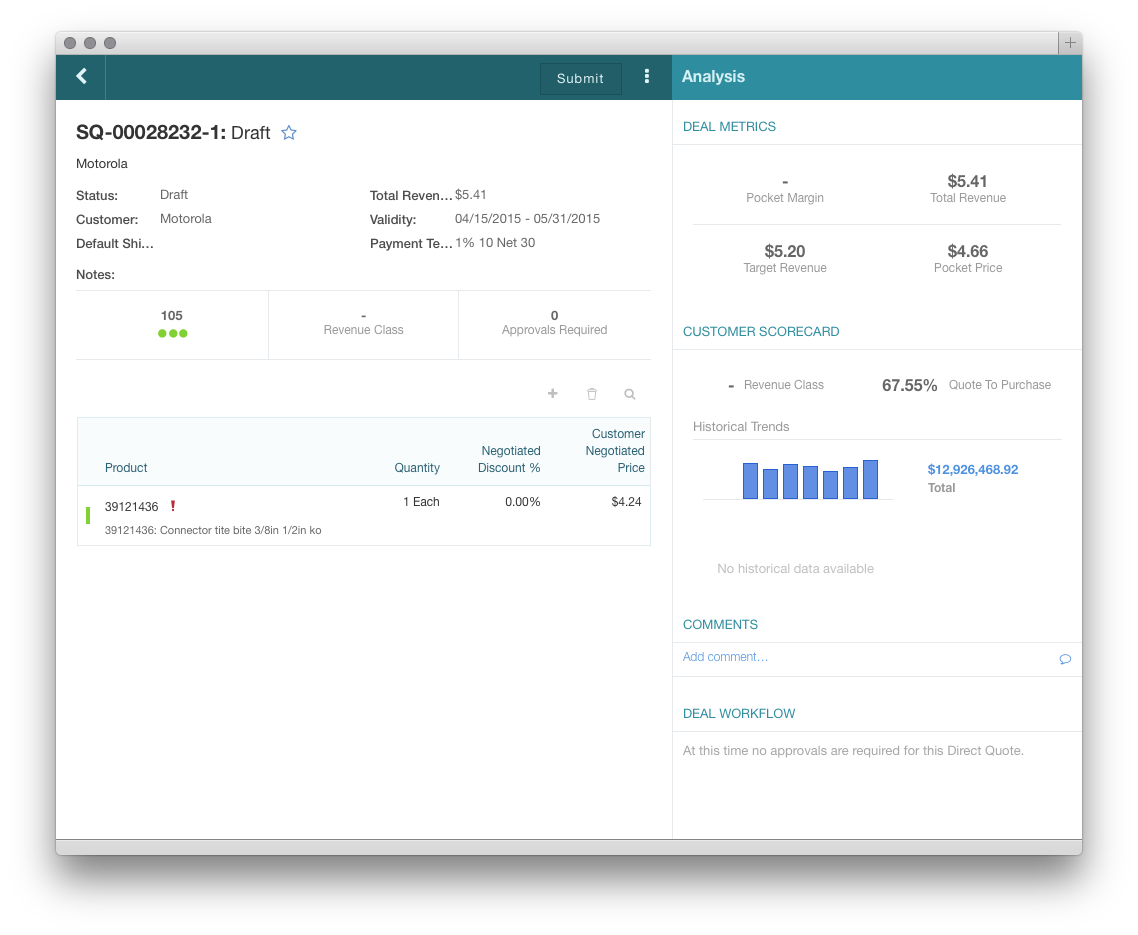 Submit
Analysis
SQ-00028232-1: Draft
Motorola
Status: Draft
Total Reven... $5.41
Customer: Motorola
Validity: 04/15/2015 - 05/31/2015
Default Shi...
Payment Te... 1% 10 Net 30
Notes:
105
-
Revenue Class
0
Approvals Required
Product
Quantity
Negotiated
Discount %
Customer
Negotiated
Price
39121436 !
1 Each
0.00%
$4.24
39121436: Connector tite bite 3/8in 1/2in ko
DEAL METRICS
-
Pocket Margin
$5.41
Total Revenue
$5.20
Target Revenue
$4.66
Pocket Price
CUSTOMER SCORECARD
- Revenue Class
67.55% Quote To Purchase
Historical Trends
$12,926,468.92
Total
No historical data available
COMMENTS
Add comment...
DEAL WORKFLOW
At this time no approvals are required for this Direct Quote.